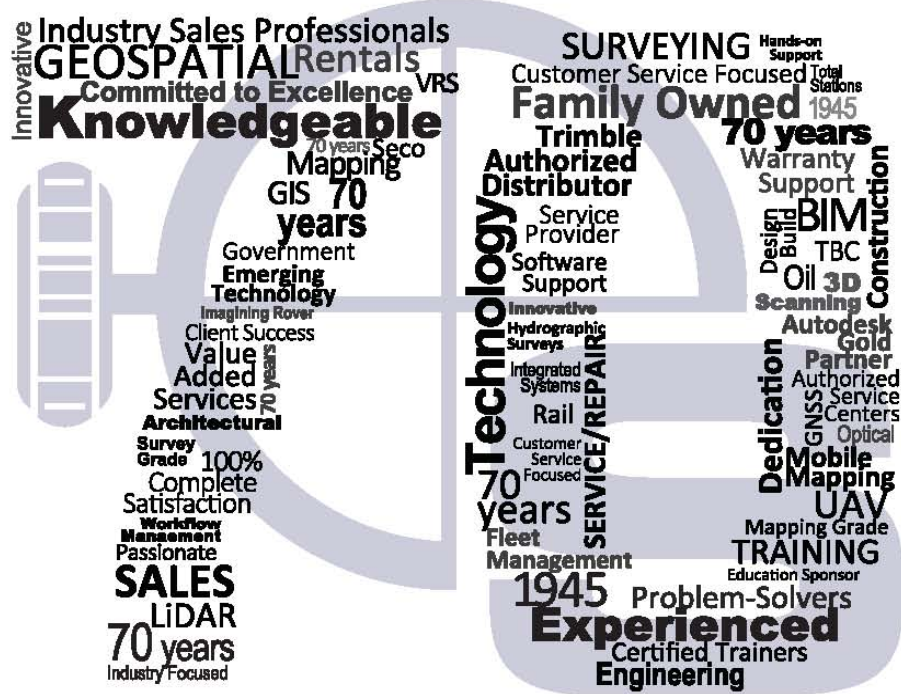 Innovative
Industry Sales Professionals
GEOSPATIAL
Rentals
Committed to Excellence
VRS
Knowledgeable
70 years
Seco
Mapping
GIS
70
years
Government
Emerging
Technology
Imagining Rover
Client Success
Value
Added
Services
70 years
Architectural
Survey
Grade
100%
Complete
Satisfaction
Workflow
Manaement
Passionate
SALES
LiDAR
70 years
Industry Focused
SURVEYING
Hands-on
Support
Customer Service Focused
Total
Stations
Family Owned
1945
Trimble
70 years
Authorized
Distributor
Warranty
Support
Technology
Service
Provider
Software
Support
Innovative
Hydrographic
Surveys
Integrated
Systems
Rail
Customer
Service
Focused
SERVICE/REPAIR
70
years
Fleet
Management
1945
Design
Build
BIM
Construction
TBC
Oil
3D
Scanning
Autodesk
Gold
Partner
Dedication
Authorized
Service
Centers
GNSS
Optical
Mobile
Mapping
UAV
Mapping Grade
TRAINING
Education Sponsor
Problem-Solvers
Experienced
Certified Trainers
Engineering